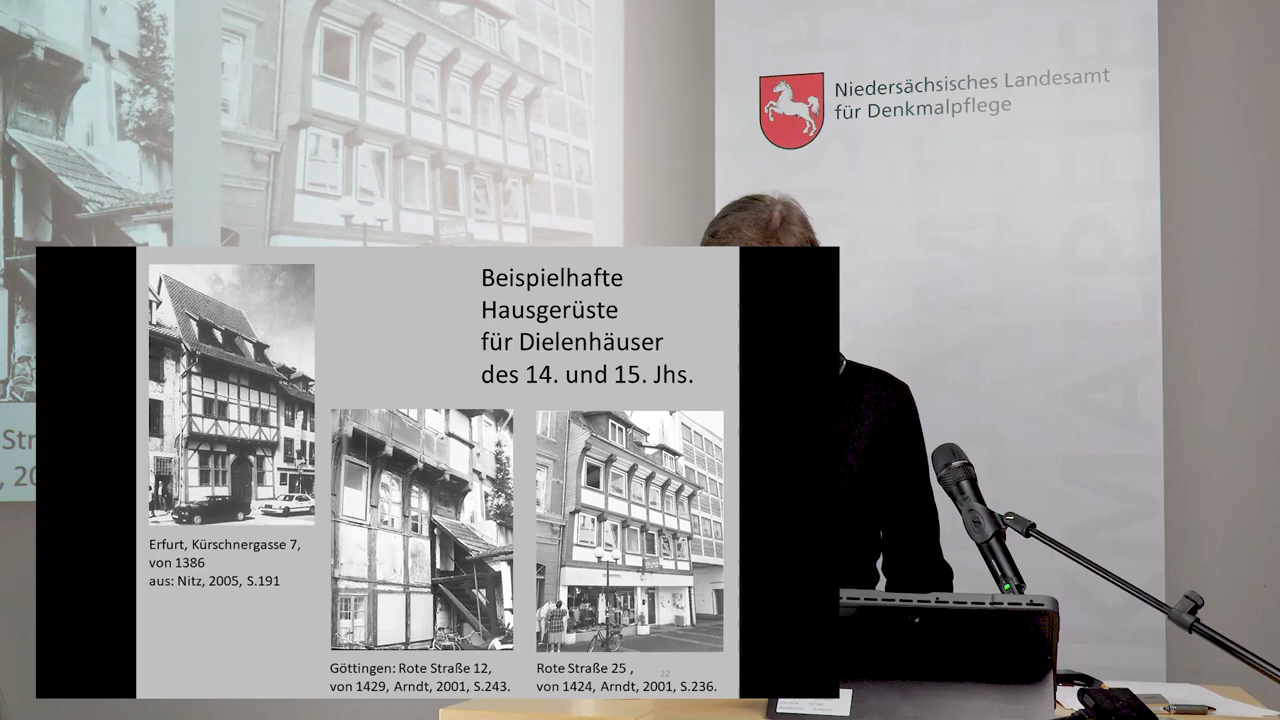 Niedersächsisches Landesamt
für Denkmalpflege
Beispielhafte
Hausgerüste
für Dielenhäuser
des 14. und 15. Jhs.
Erfurt, Kürschnergasse 7,
von 1386
aus: Nitz, 2005, S.191
Göttingen: Rote Straße 12,
von 1429, Arndt, 2001, S.243.
Rote Straße 25 ,
von 1424, Arndt, 2001, S.236.
22